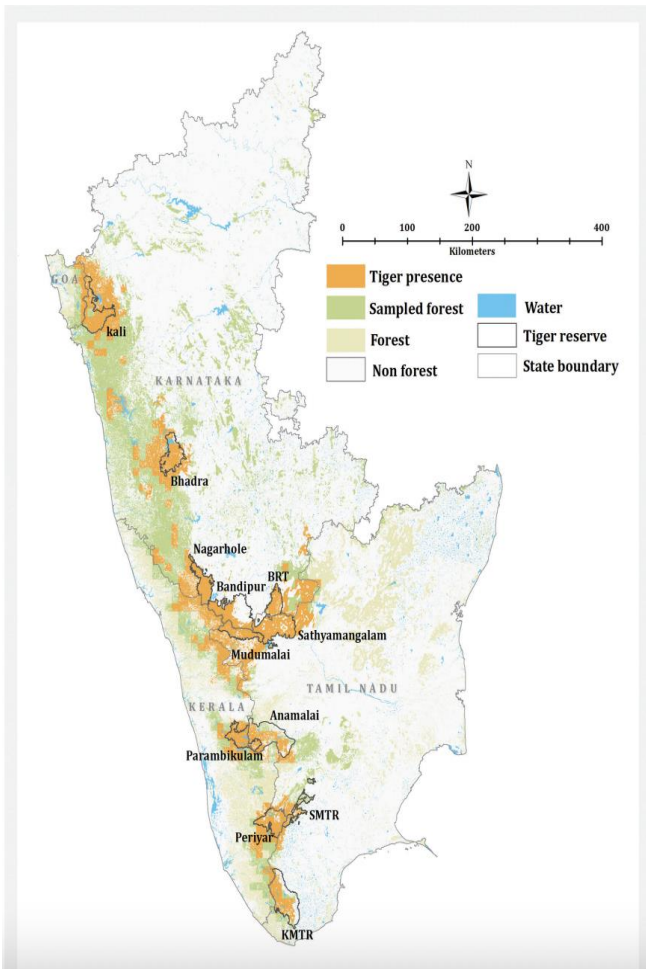 N
0 100 200 400
Kilometers
Tiger presence
Sampled forest
Water
Forest
Tiger reserve
Non forest
State boundary
GOA
kali
KARNATAKA
Bhadra
Nagarhole
Bandipur
BRT
Sathyamangalam
Mudumalai
TAMIL NADU
KERALA
Anamalai
Parambikulam
SMTR
Periyar
KMTR